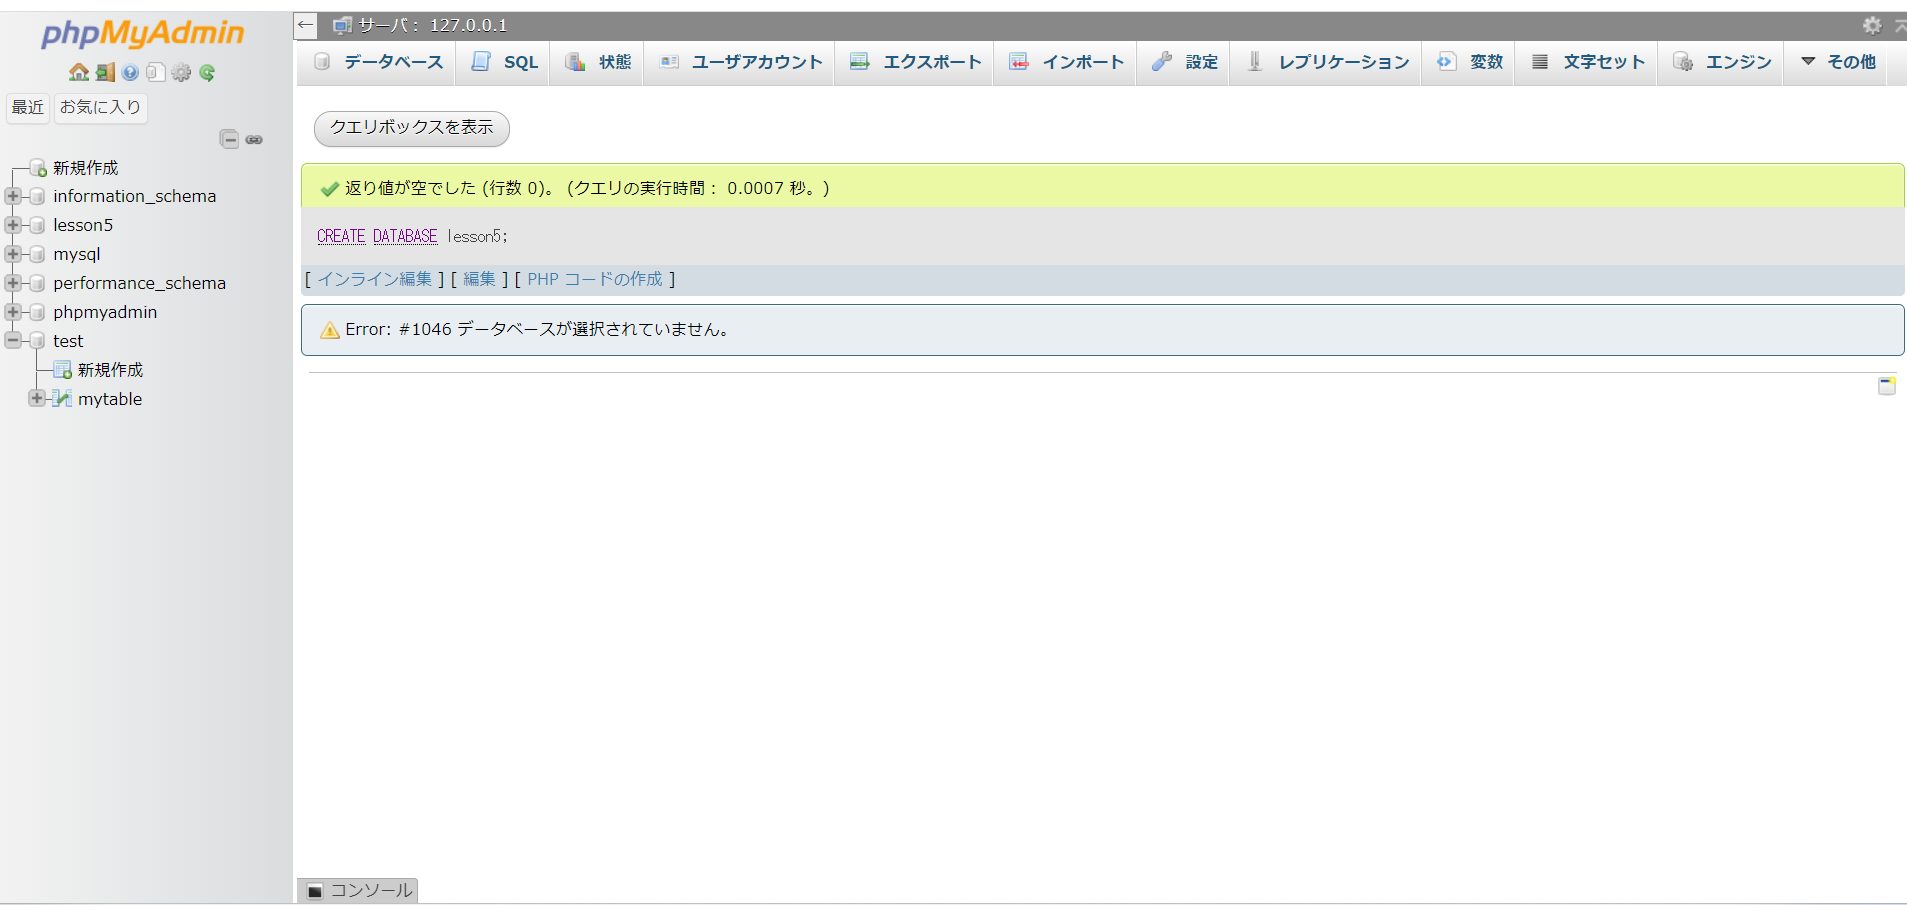 phpMyAdmin
最近 お気に入り
新規作成
information_schema
lesson5
mysql
performance_schema
phpmyadmin
test
新規作成
mytable
サーバ: 127.0.0.1
データベース SQL 状態 ユーザアカウント エクスポート インポート 設定 レプリケーション 変数 文字セット エンジン その他
クエリボックスを表示
返り値が空でした (行数 0)。 (クエリの実行時間： 0.0007 秒。)
CREATE DATABASE lesson5;
[ インライン編集 ] [ 編集 ] [ PHP コードの作成 ]
Error: #1046 データベースが選択されていません。
コンソール